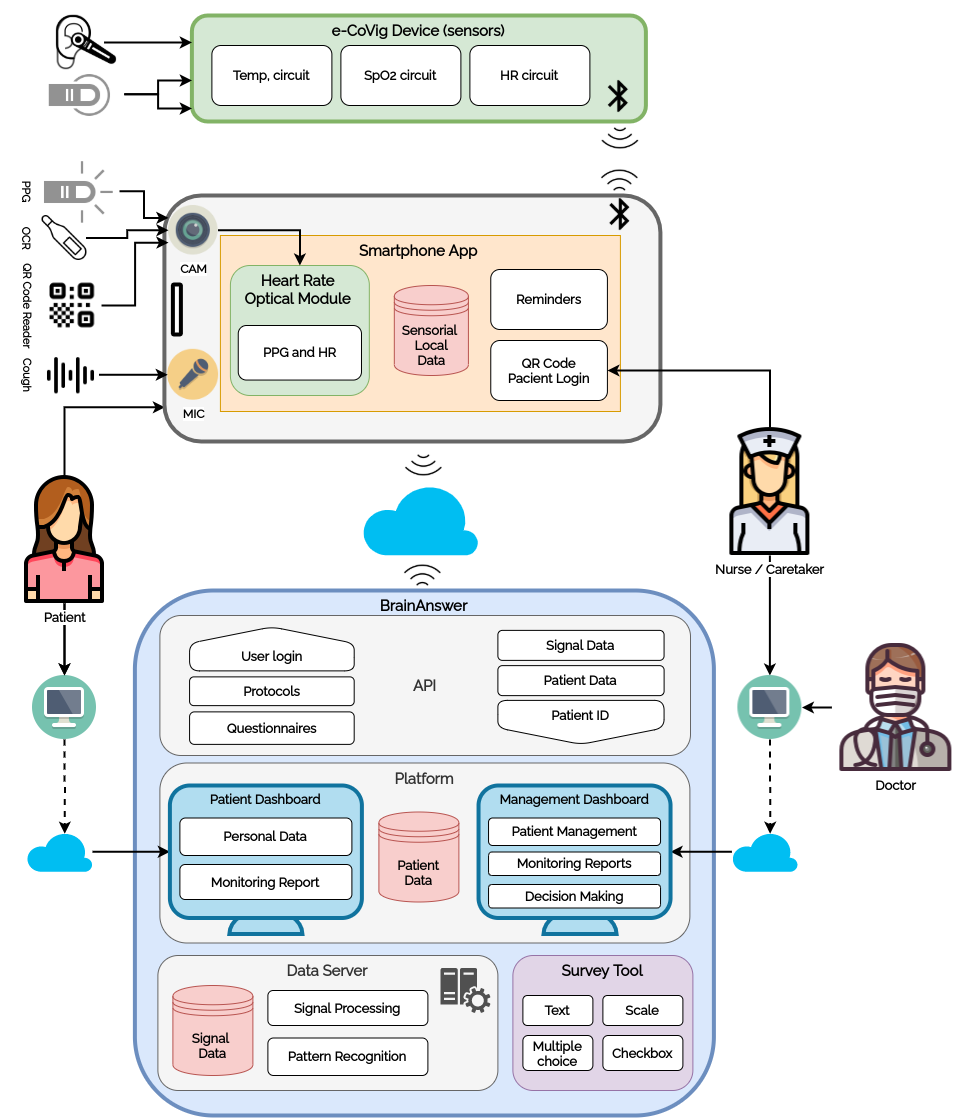 e-CoVig Device (sensors)
Temp, circuit
SpO2 circuit
HR circuit
PPG
OCR
QR Code Reader
Cough
CAM
MIC
Smartphone App
Heart Rate
Optical Module
PPG and HR
Sensorial
Local
Data
Reminders
QR Code
Pacient Login
Patient
Nurse / Caretaker
Doctor
BrainAnswer
API
User login
Protocols
Questionnaires
Signal Data
Patient Data
Patient ID
Platform
Patient Dashboard
Personal Data
Monitoring Report
Patient
Data
Management Dashboard
Patient Management
Monitoring Reports
Decision Making
Data Server
Signal
Data
Signal Processing
Pattern Recognition
Survey Tool
Text
Scale
Multiple
choice
Checkbox